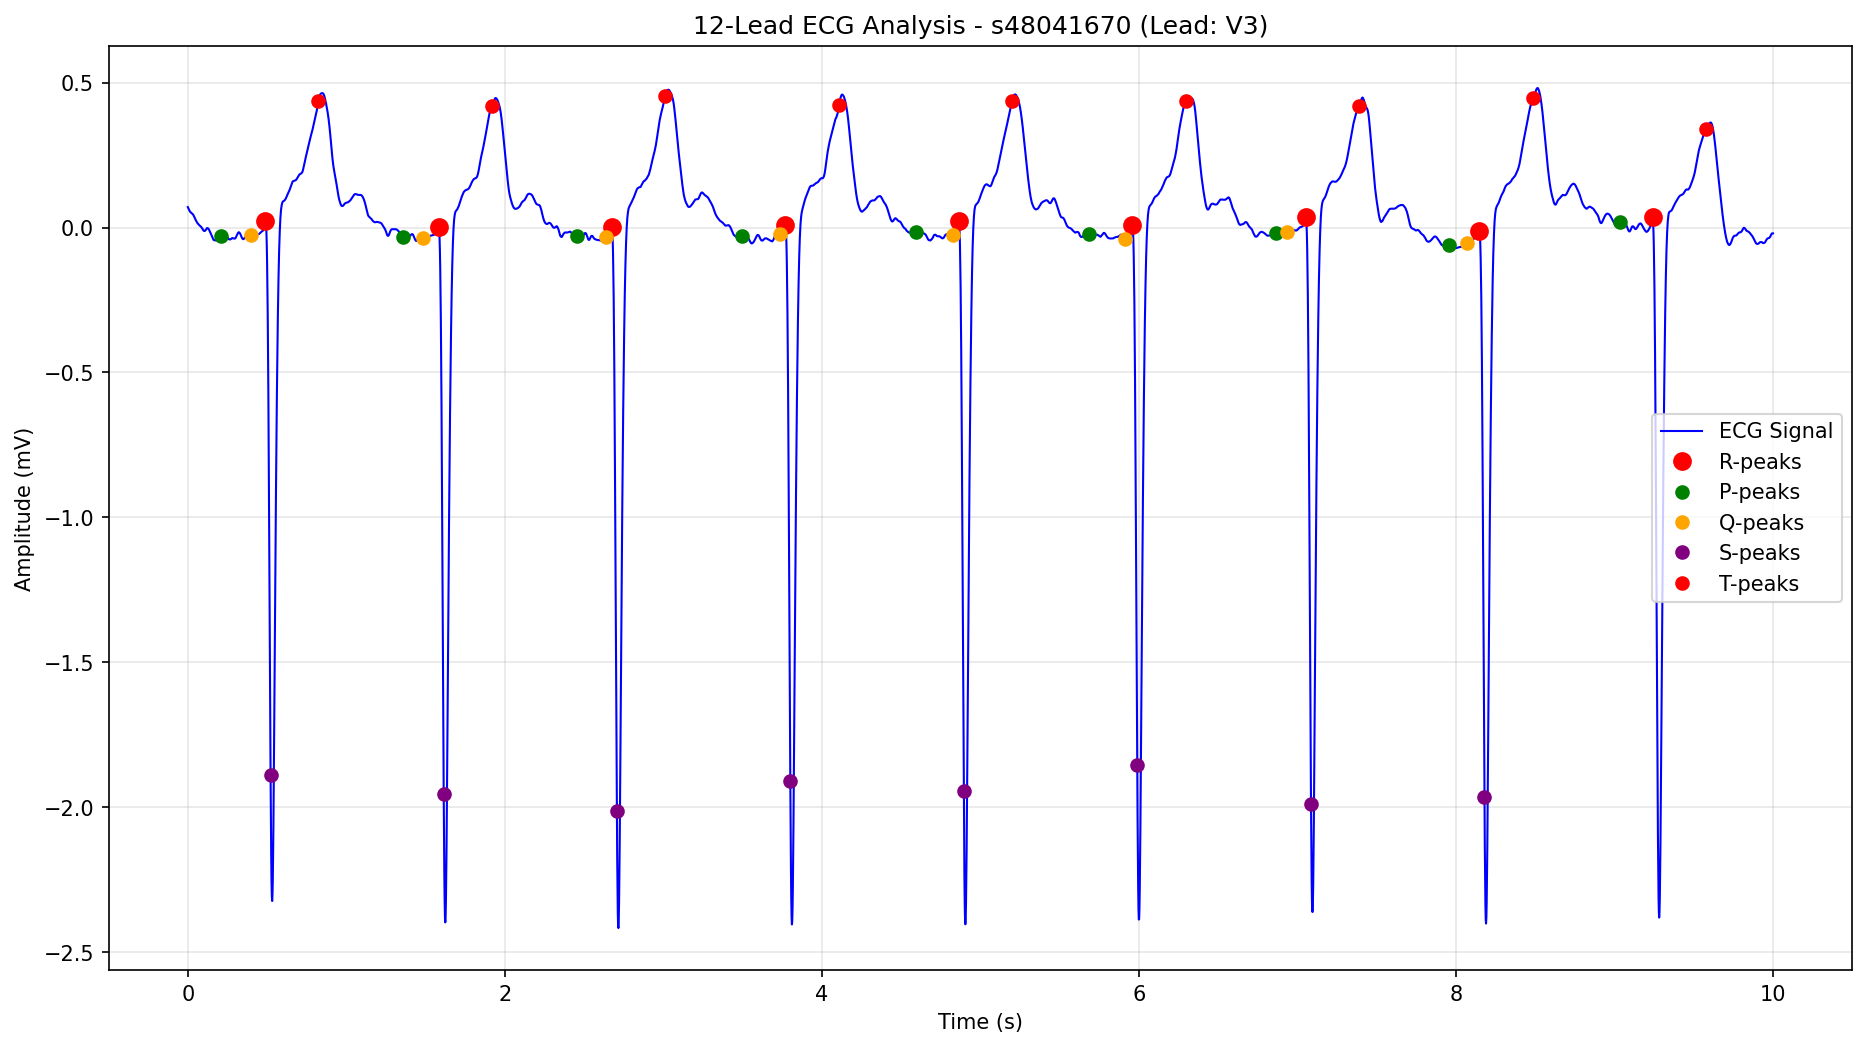 12-Lead ECG Analysis - s48041670 (Lead: V3)
Amplitude (mV)
0.5
0.0
−0.5
−1.0
−1.5
−2.0
−2.5
ECG Signal
R-peaks
P-peaks
Q-peaks
S-peaks
T-peaks
0 2 4 6 8 10
Time (s)